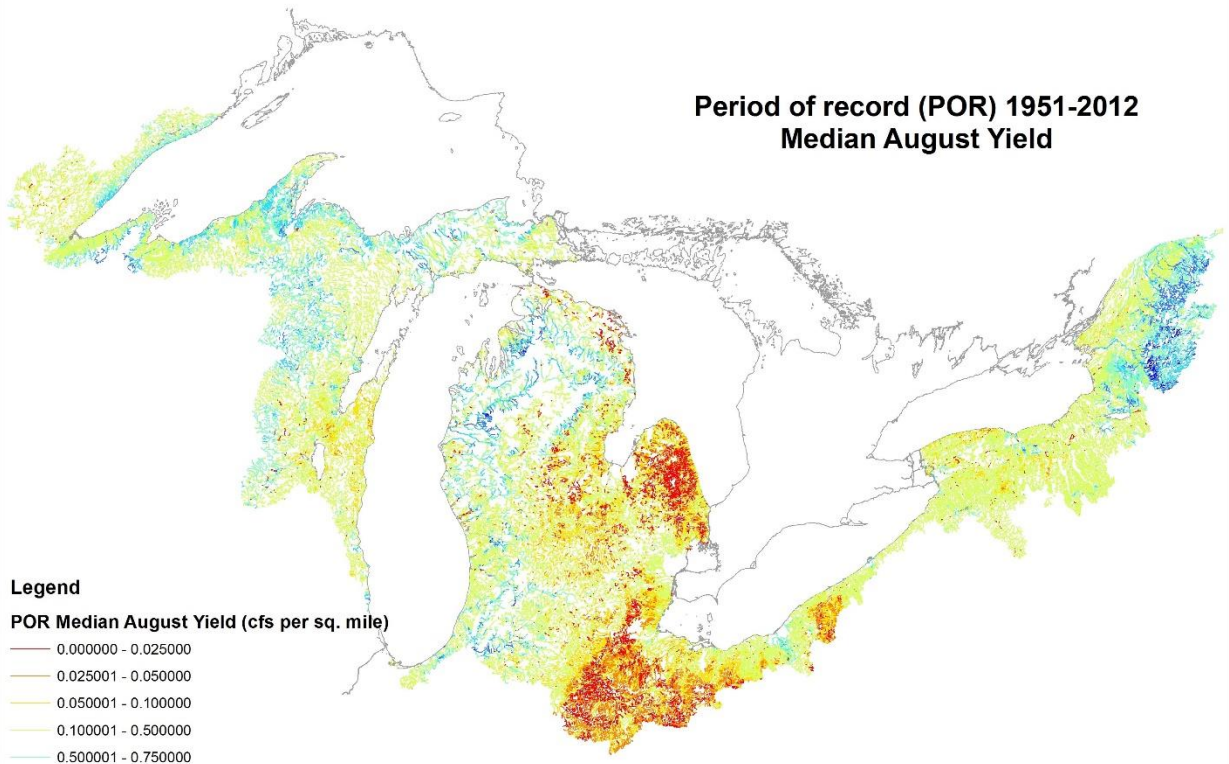 Period of record (POR) 1951-2012
Median August Yield
Legend
POR Median August Yield (cfs per sq. mile)
0.000000 - 0.025000
0.025001 - 0.050000
0.050001 - 0.100000
0.100001 - 0.500000
0.500001 - 0.750000